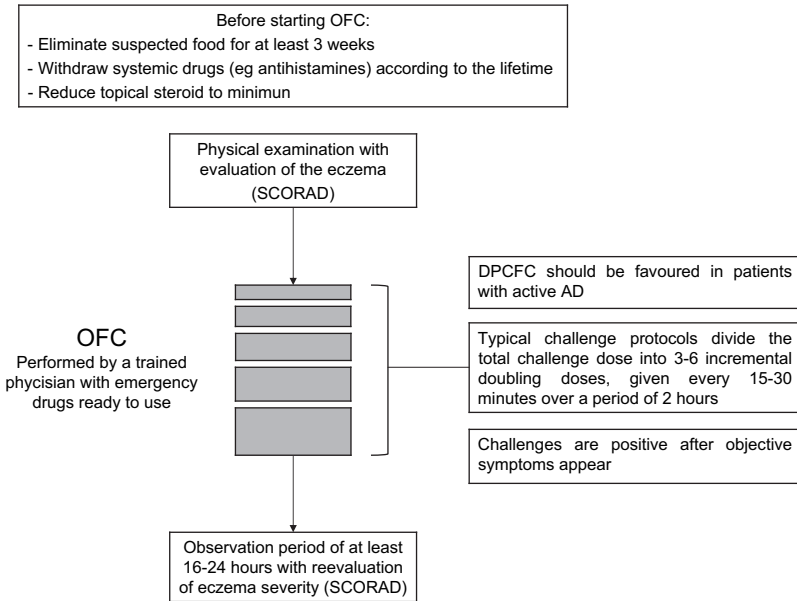 Before starting OFC:
- Eliminate suspected food for at least 3 weeks
- Withdraw systemic drugs (eg antihistamines) according to the lifetime
- Reduce topical steroid to minimun
Physical examination with
evaluation of the eczema
(SCORAD)
OFC
Performed by a trained
phycisian with emergency
drugs ready to use
DPCFC should be favoured in patients
with active AD
Typical challenge protocols divide the
total challenge dose into 3-6 incremental
doubling doses, given every 15-30
minutes over a period of 2 hours
Challenges are positive after objective
symptoms appear
Observation period of at least
16-24 hours with reevaluation
of eczema severity (SCORAD)